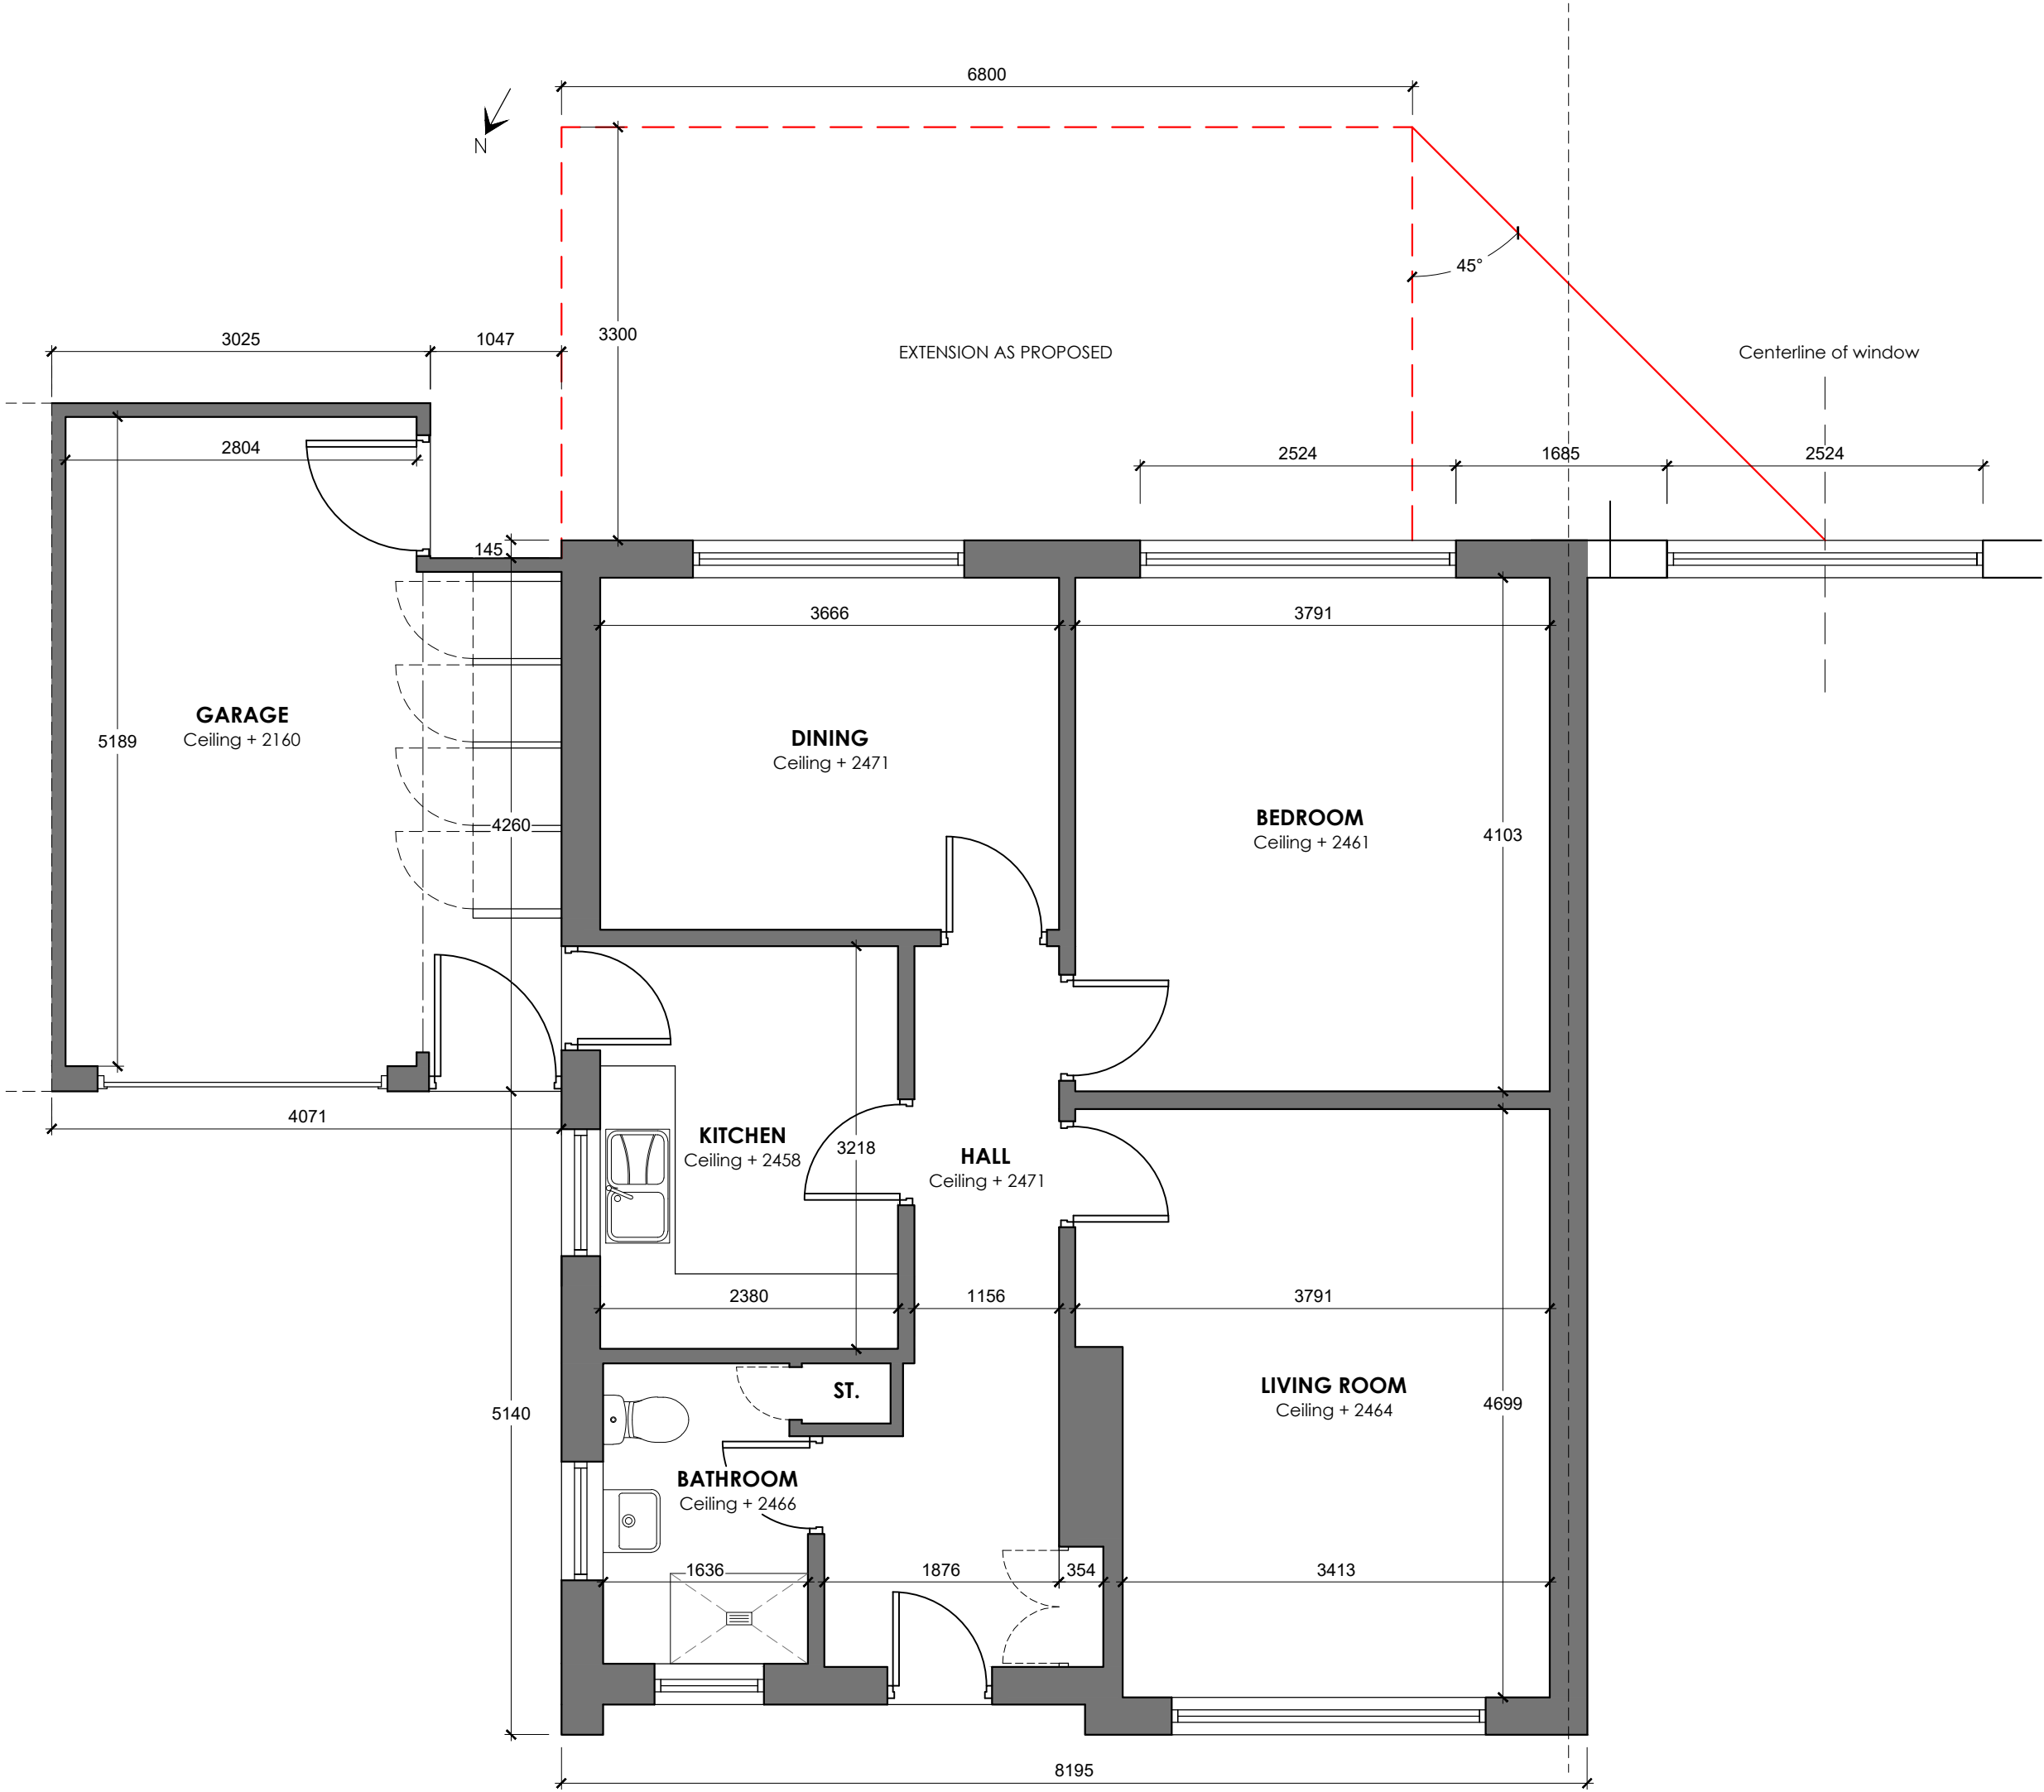 6800
N
45°
3025
1047
3300
EXTENSION AS PROPOSED
Centerline of window
2804
2524
1685
2524
145
3666
3791
GARAGE
Ceiling + 2160
5189
DINING
Ceiling + 2471
4260
BEDROOM
Ceiling + 2461
4103
4071
KITCHEN
Ceiling + 2458
3218
HALL
Ceiling + 2471
2380
1156
3791
ST.
LIVING ROOM
Ceiling + 2464
4699
5140
BATHROOM
Ceiling + 2466
1636
1876
354
3413
8195